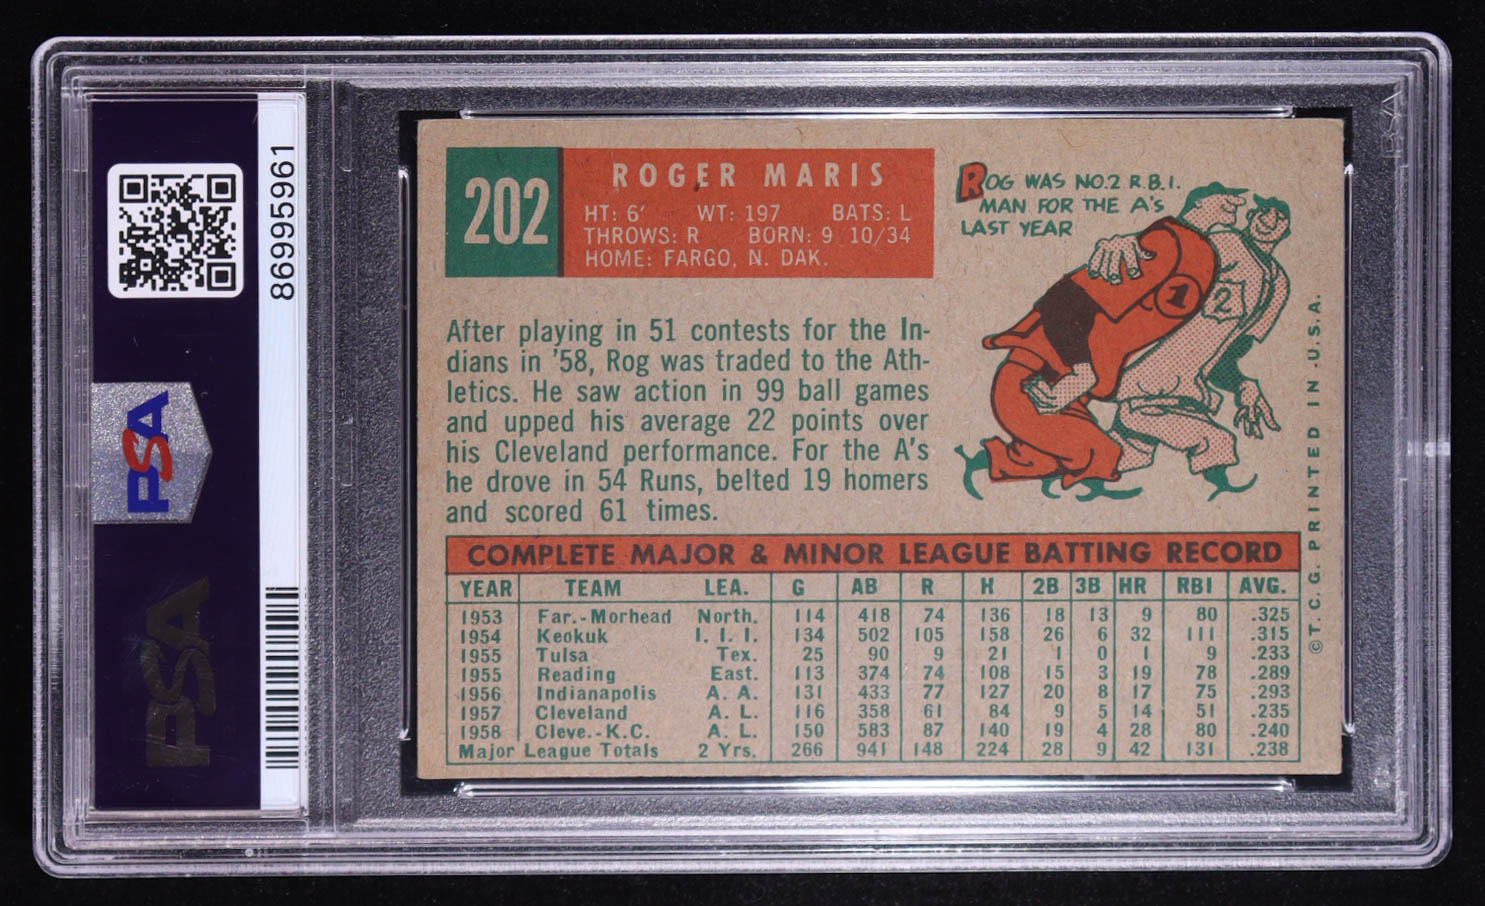 86995961
PSA
PSA
202
ROGER MARIS
HT: 6' WT: 197 BATS: L
THROWS: R BORN: 9 10/34
HOME: FARGO, N. DAK.
ROG WAS NO.2 R.B.I.
MAN FOR THE A'S
LAST YEAR
1
2
After playing in 51 contests for the In-
dians in '58, Rog was traded to the Ath-
letics. He saw action in 99 ball games
and upped his average 22 points over
his Cleveland performance. For the A's
he drove in 54 Runs, belted 19 homers
and scored 61 times.
COMPLETE MAJOR & MINOR LEAGUE BATTING RECORD
YEAR TEAM LEA. G AB R H 2B 3B HR RBI AVG.
1953 Far.-Morhead North. 114 418 74 136 18 13 9 80 .325
1954 Keokuk I. I. I. 134 502 105 158 26 6 32 111 .315
1955 Tulsa Tex. 25 90 9 21 1 0 1 9 .233
1955 Reading East. 113 374 74 108 15 3 19 78 .289
1956 Indianapolis A. A. 131 433 77 127 20 8 17 75 .293
1957 Cleveland A. L. 116 358 61 84 9 5 14 51 .235
1958 Cleve.-K.C. A. L. 150 583 87 140 19 4 28 80 .240
Major League Totals 2 Yrs. 266 941 148 224 28 9 42 131 .238
© T. C. G. PRINTED IN U.S.A.
PSA